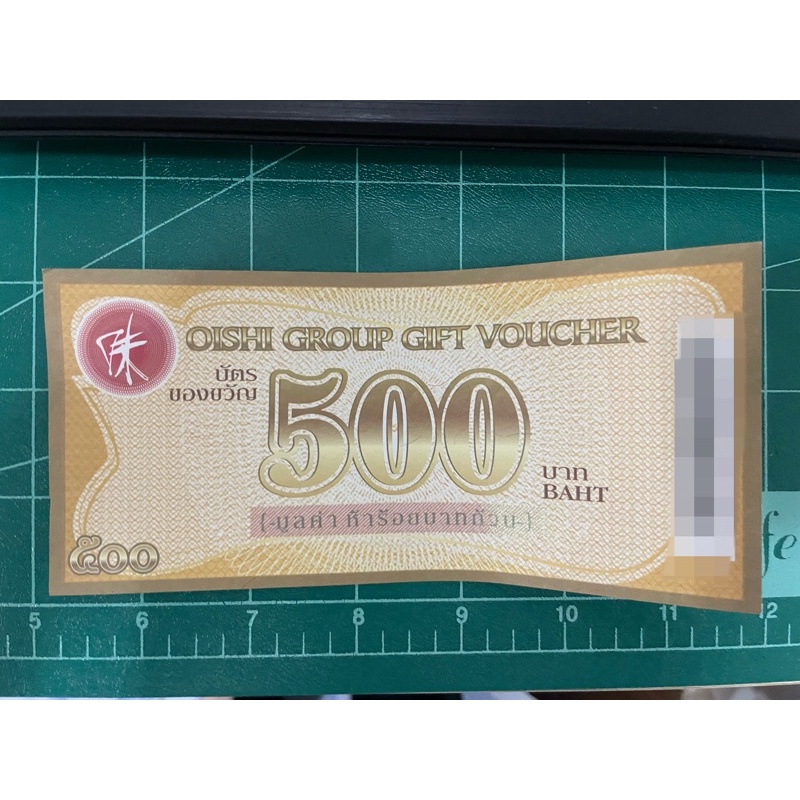 味
OISHI GROUP GIFT VOUCHER
บัตร
ของขวัญ
500
บาท
BAHT
{-มูลค่า ห้าร้อยบาทถ้วน-}
๕๐๐
fe
5 6 7 8 9 10 11 12